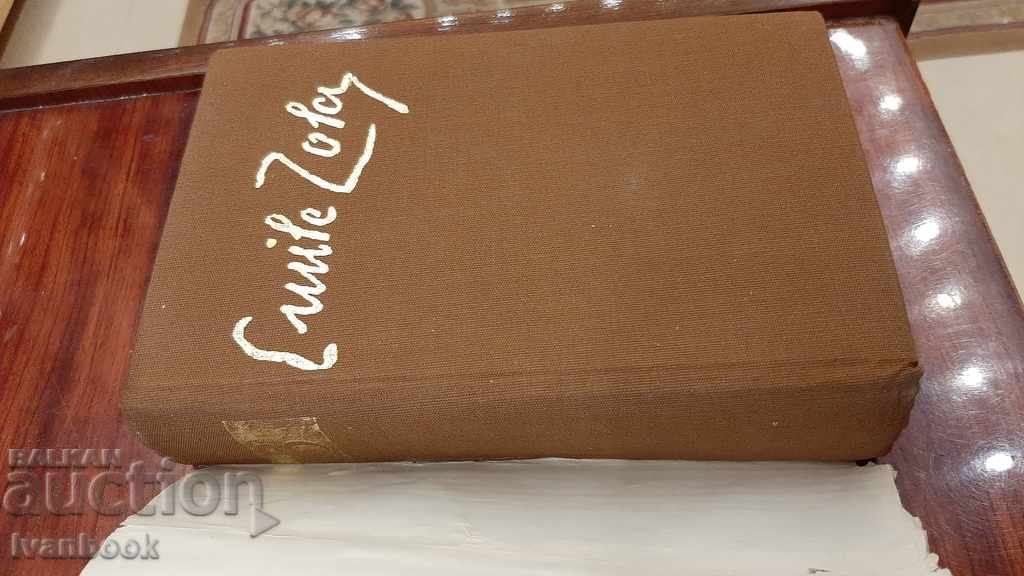 Emile Zola
BALKAN
auction
Ivanbook